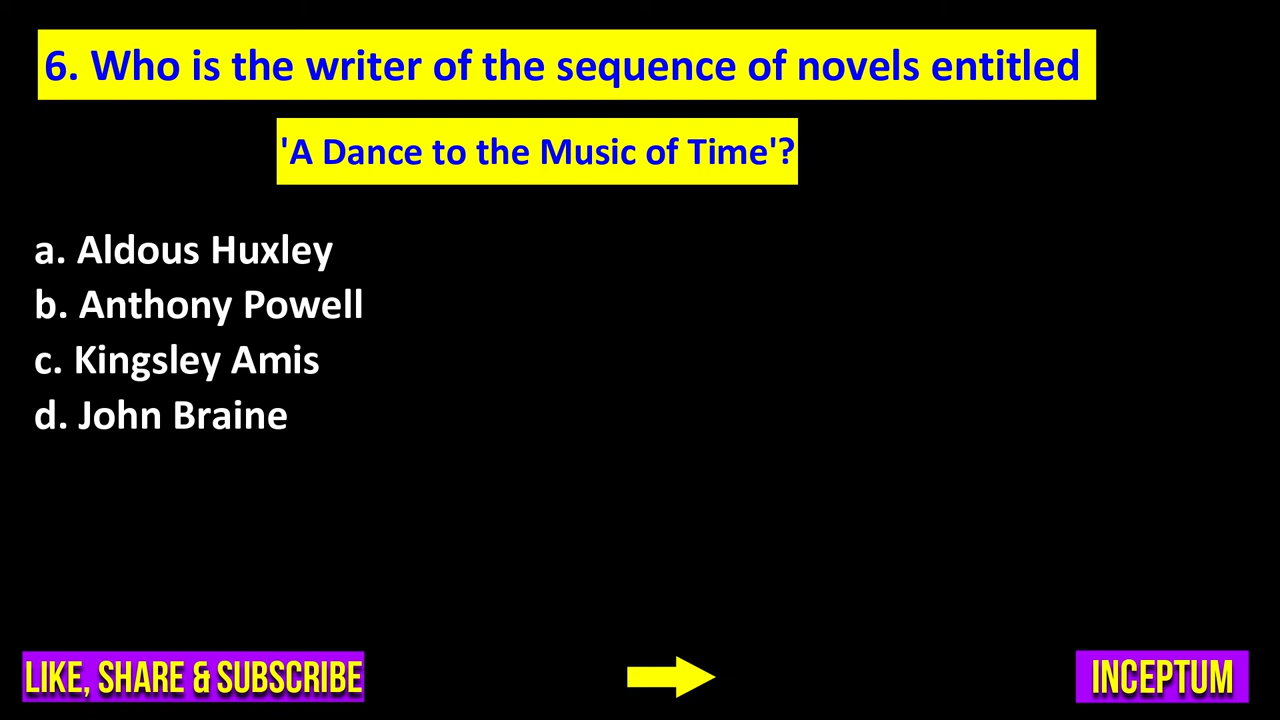 6. Who is the writer of the sequence of novels entitled
'A Dance to the Music of Time'?
a. Aldous Huxley
b. Anthony Powell
c. Kingsley Amis
d. John Braine
LIKE, SHARE & SUBSCRIBE
INCEPTUM